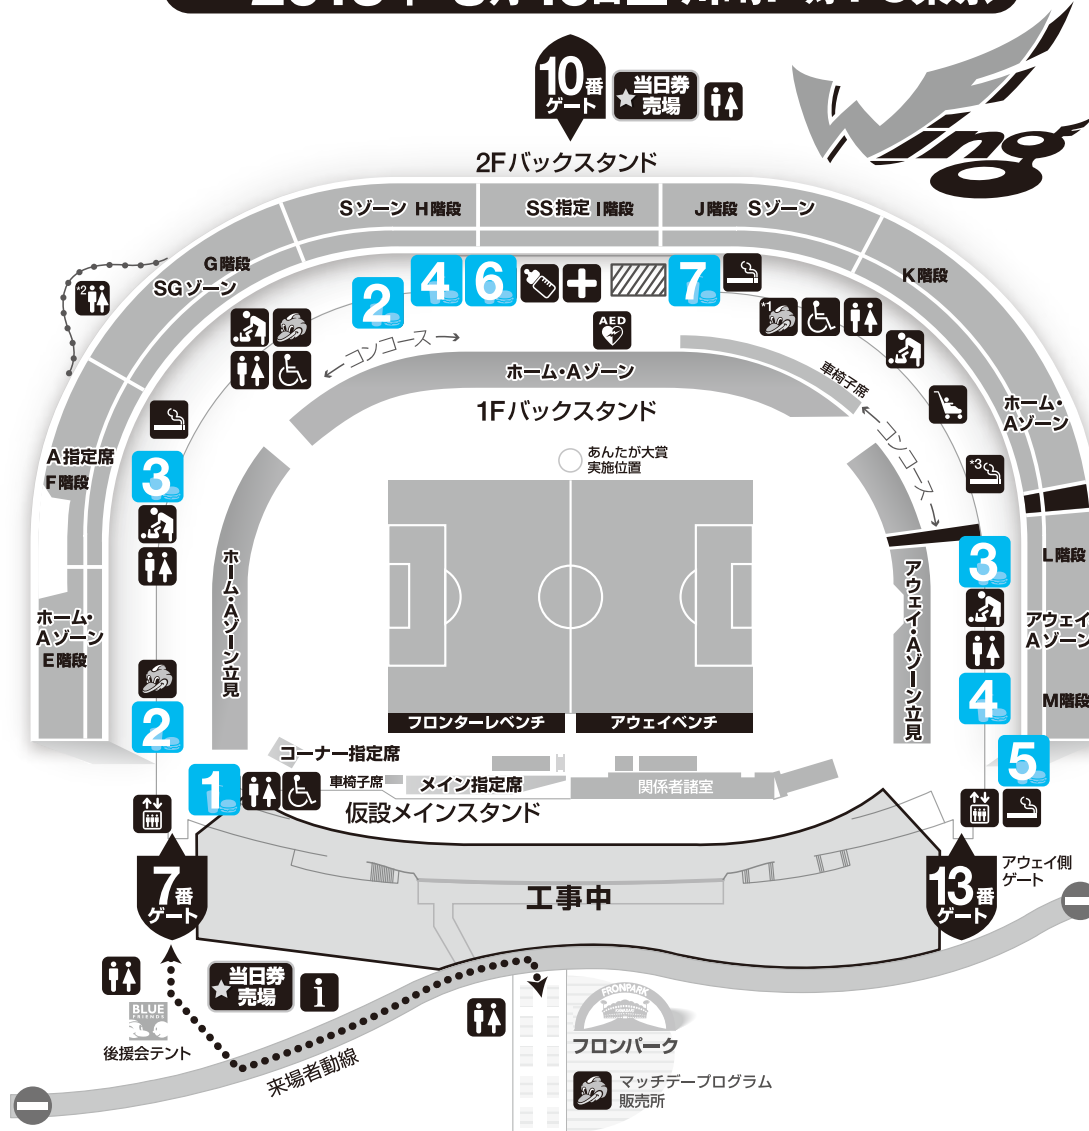 10番
ゲート
★当日券
売場
Wing
2Fバックスタンド
Sゾーン H階段
SS指定 I階段
J階段 Sゾーン
G階段
SGゾーン
K階段
*2
2
4
6
7
*1
AED
コンコース
ホーム・Aゾーン
車椅子席
1Fバックスタンド
ホーム・
Aゾーン
コンコース
あんたが大賞
実施位置
A指定席
F階段
3
*3
L階段
3
ホーム・Aゾーン立見
アウェイ・Aゾーン立見
ホーム・
Aゾーン
E階段
アウェイ
Aゾーン
M階段
2
4
フロンターレベンチ
アウェイベンチ
5
コーナー指定席
1
車椅子席
メイン指定席
関係者諸室
仮設メインスタンド
7番
ゲート
工事中
13番
ゲート
アウェイ側
ゲート
★当日券
売場
i
BLUE
FRIENDS
後援会テント
来場者動線
FRONPARK
フロンパーク
マッチデープログラム
販売所